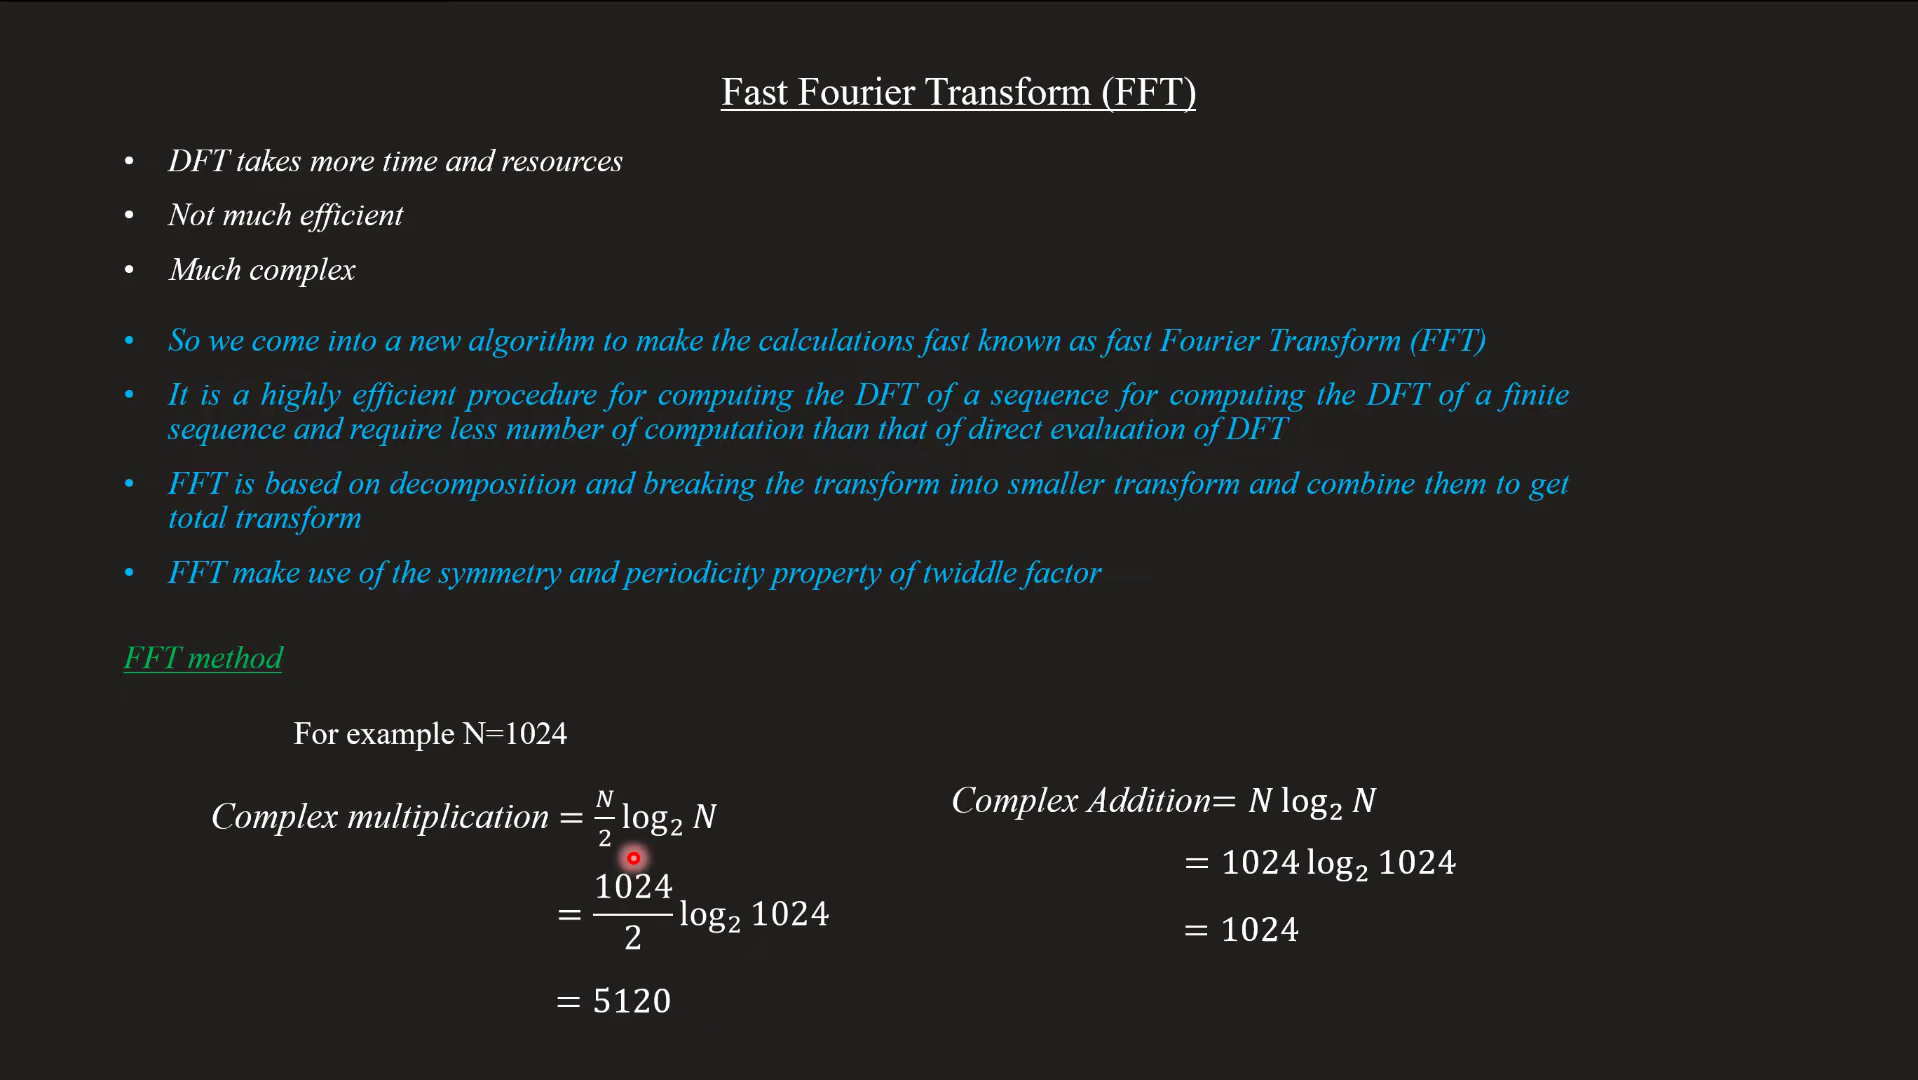 Fast Fourier Transform (FFT)
• DFT takes more time and resources
• Not much efficient
• Much complex
• So we come into a new algorithm to make the calculations fast known as fast Fourier Transform (FFT)
• It is a highly efficient procedure for computing the DFT of a sequence for computing the DFT of a finite
sequence and require less number of computation than that of direct evaluation of DFT
• FFT is based on decomposition and breaking the transform into smaller transform and combine them to get
total transform
• FFT make use of the symmetry and periodicity property of twiddle factor
FFT method
For example N=1024
Complex multiplication = N/2 log₂ N
= 1024/2 log₂ 1024
= 5120
Complex Addition= N log₂ N
= 1024 log₂ 1024
= 1024